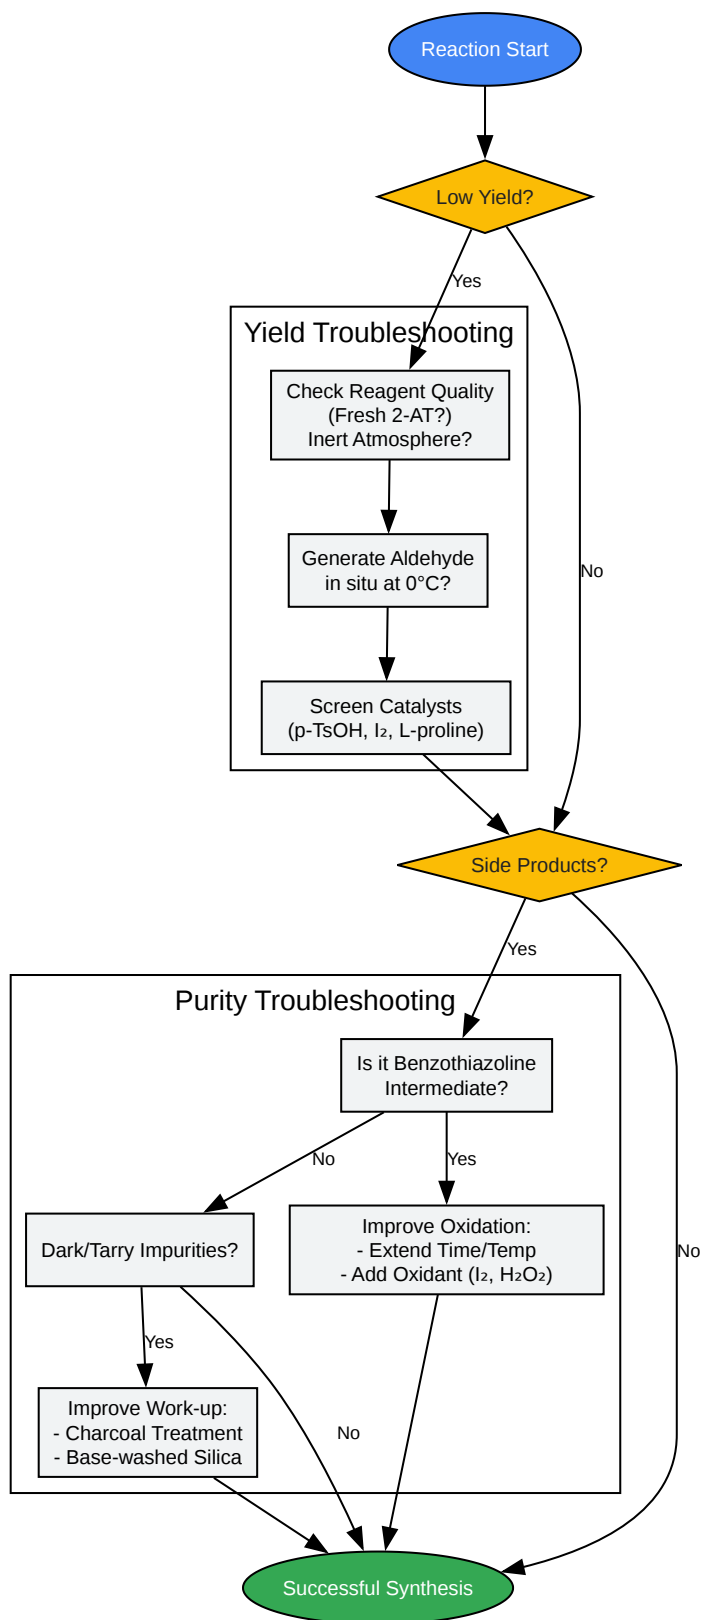 Reaction Start
Low Yield?
Yes
Yield Troubleshooting
Check Reagent Quality
(Fresh 2-AT?)
Inert Atmosphere?
Generate Aldehyde
in situ at 0°C?
No
Screen Catalysts
(p-TsOH, I₂, L-proline)
Side Products?
Yes
Purity Troubleshooting
Is it Benzothiazoline
Intermediate?
No
Yes
Dark/Tarry Impurities?
Improve Oxidation:
- Extend Time/Temp
- Add Oxidant (I₂, H₂O₂)
No
Yes
Improve Work-up:
- Charcoal Treatment
- Base-washed Silica
No
Successful Synthesis